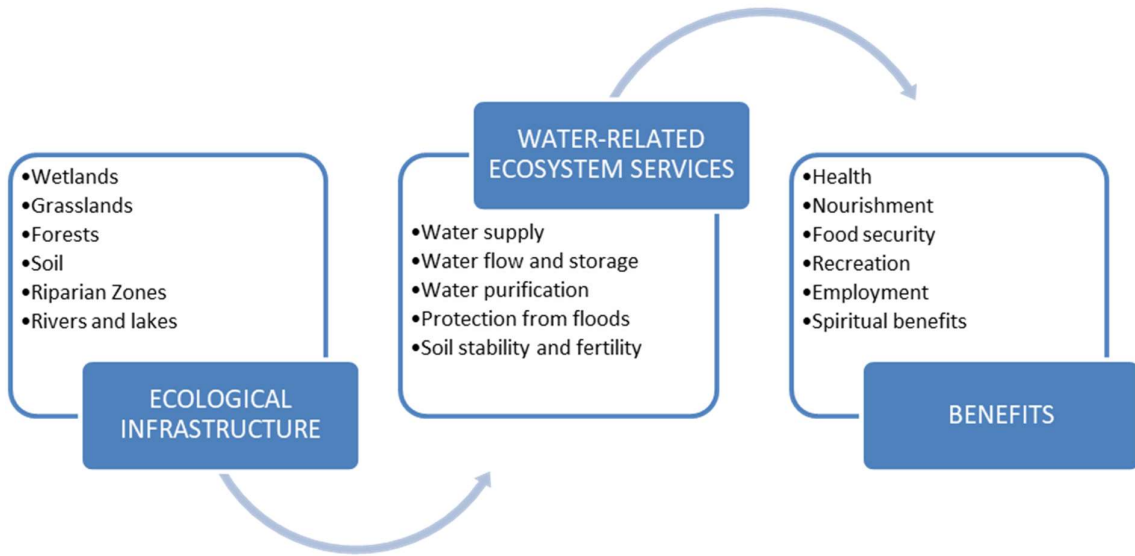 •Wetlands
•Grasslands
•Forests
•Soil
•Riparian Zones
•Rivers and lakes
ECOLOGICAL
INFRASTRUCTURE
WATER-RELATED
ECOSYSTEM SERVICES
•Water supply
•Water flow and storage
•Water purification
•Protection from floods
•Soil stability and fertility
•Health
•Nourishment
•Food security
•Recreation
•Employment
•Spiritual benefits
BENEFITS